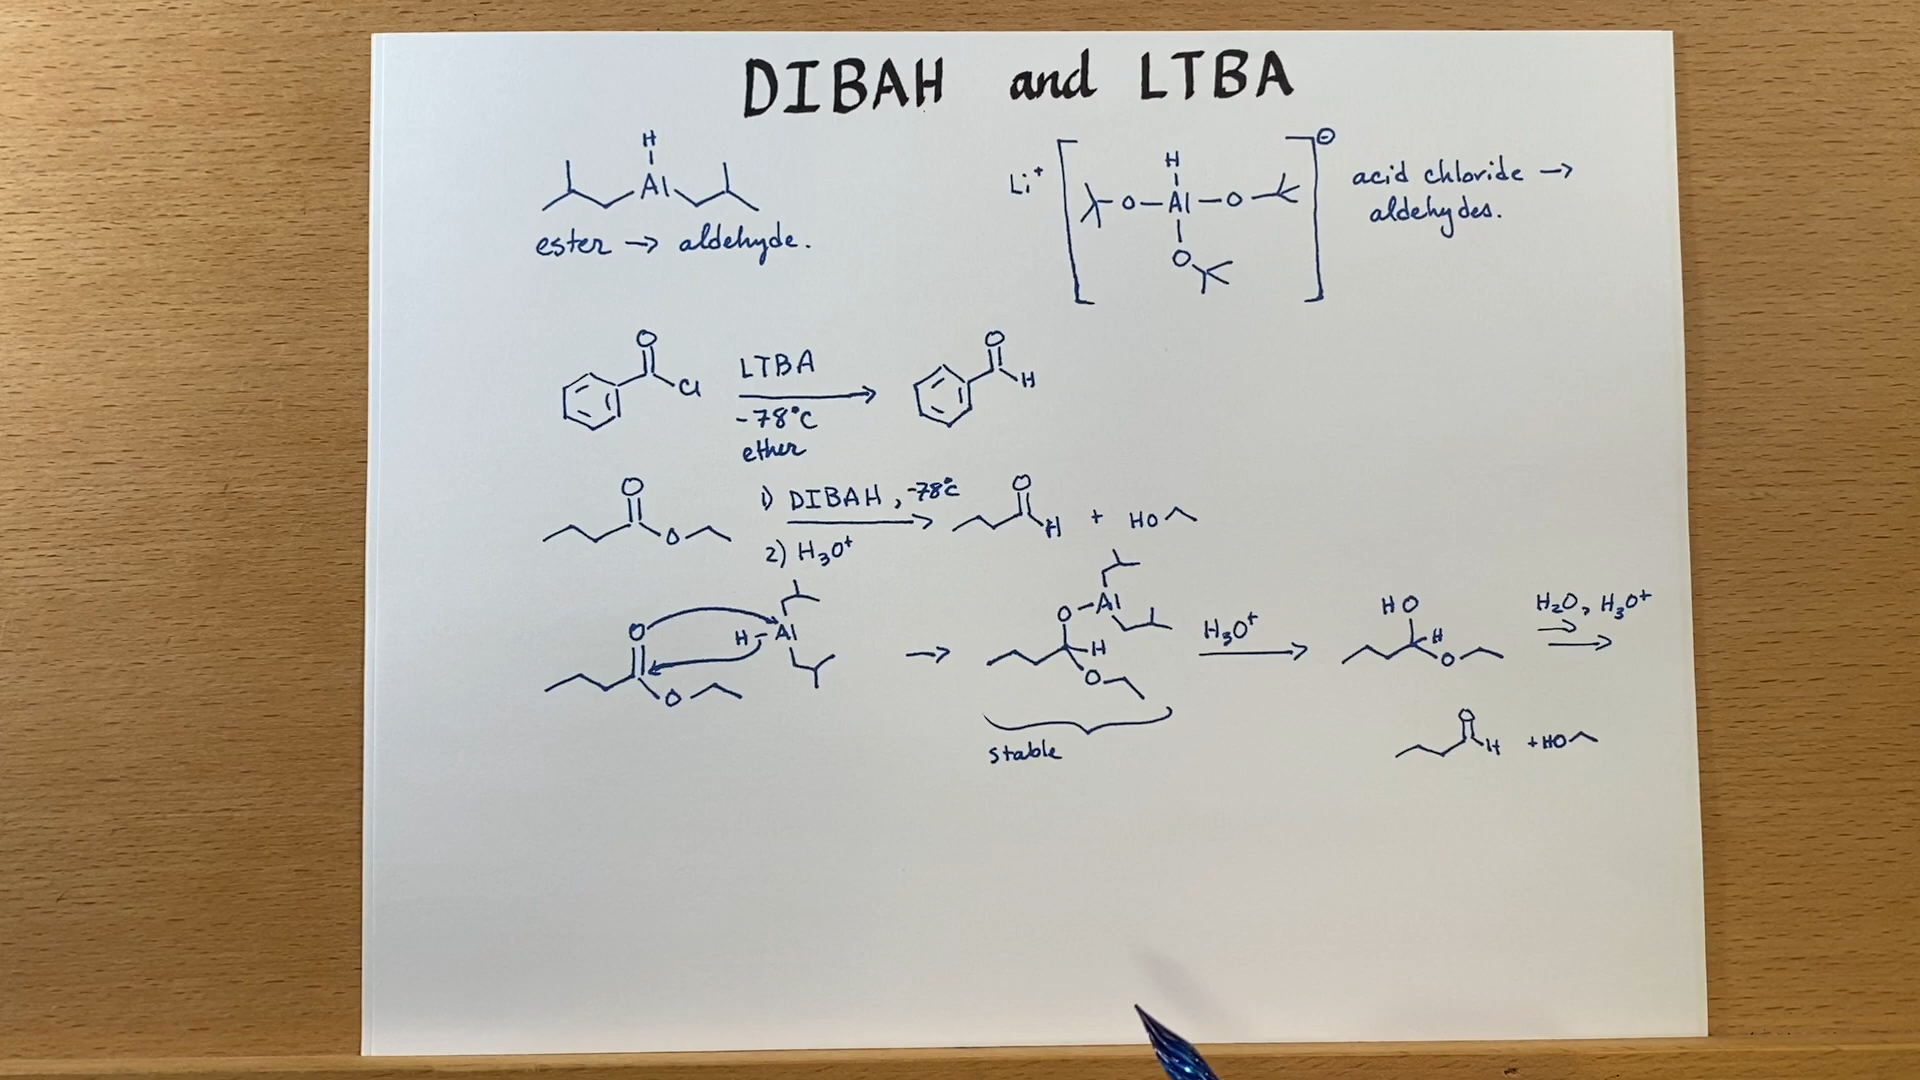 DIBAH and LTBA
H
Al
ester → aldehyde.
Li⁺
H
O–Al–O
O
⊖
acid chloride →
aldehydes.
O
Cl
LTBA
-78°C
ether
O
H
O
O
1) DIBAH, -78°C
2) H₃O⁺
O
H
+ HO
O
H–Al
O
→
O–Al
H
O
stable
H₃O⁺
HO
H
O
H₂O, H₃O⁺
O
H
+ HO